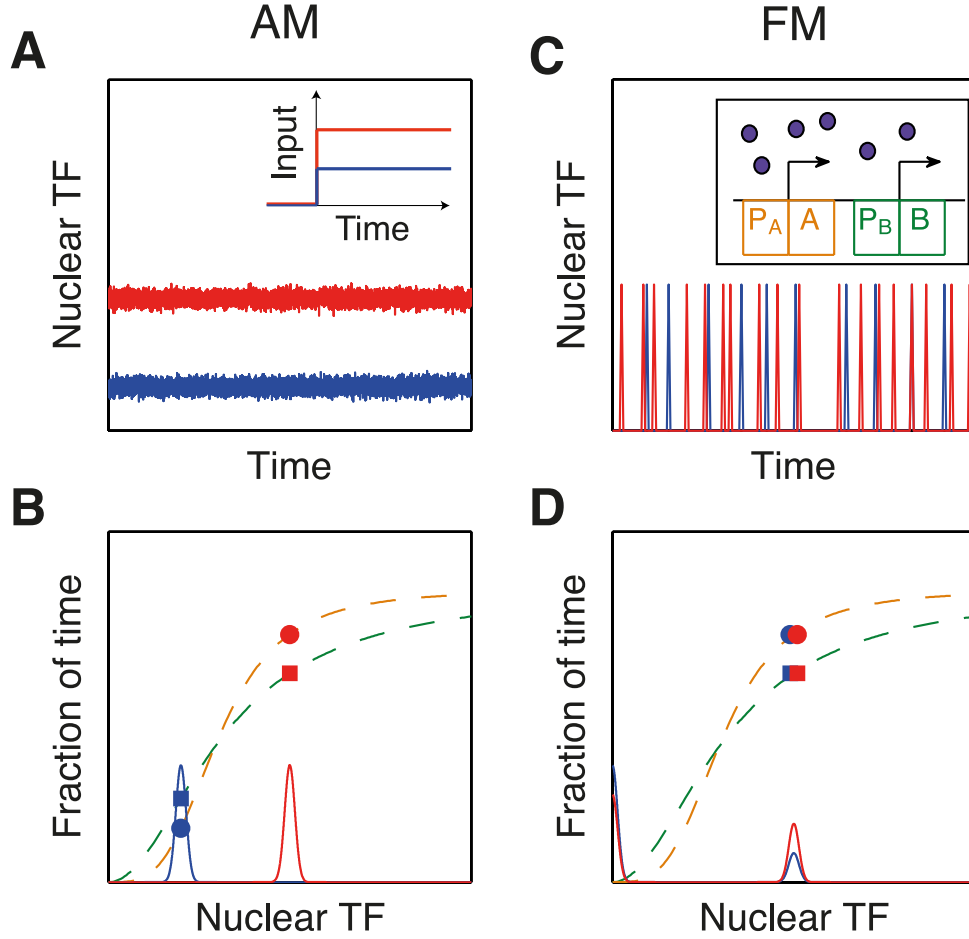 AM
FM
A
Nuclear TF
Input
Time
Time
C
Nuclear TF
P_A A P_B B
Time
B
Fraction of time
Nuclear TF
D
Fraction of time
Nuclear TF